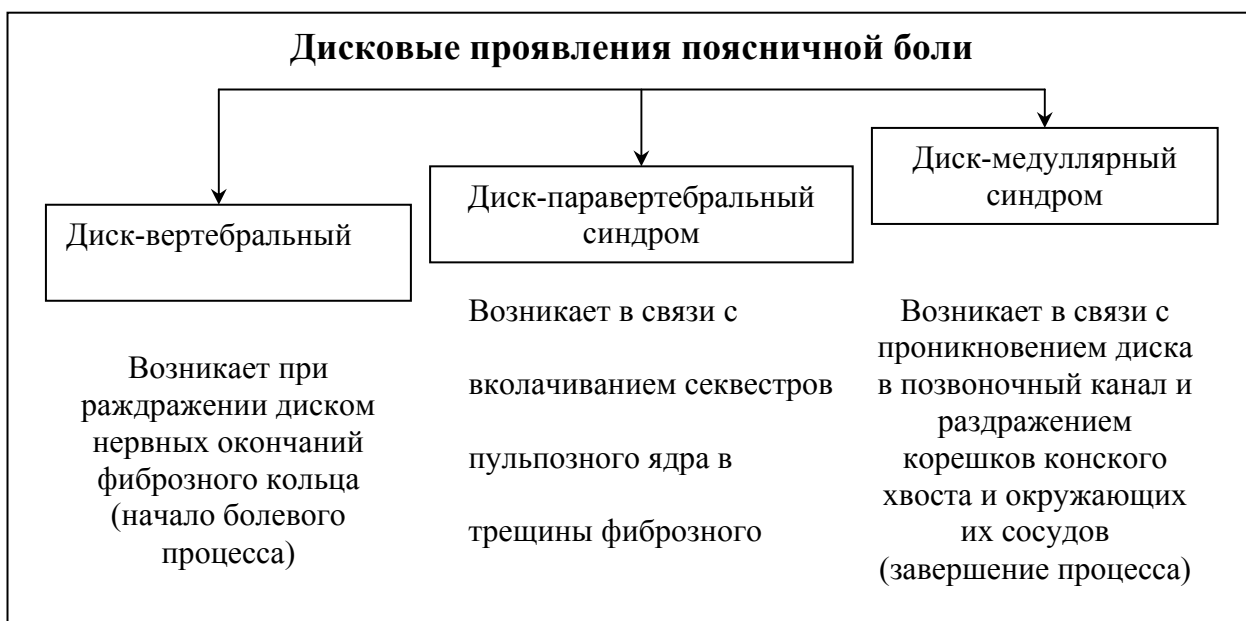 Дисковые проявления поясничной боли
Диск-вертебральный
Диск-паравертебральный
синдром
Диск-медуллярный
синдром
Возникает при
раждражении диском
нервных окончаний
фиброзного кольца
(начало болевого
процесса)
Возникает в связи с
вколачиванием секвестров
пульпозного ядра в
трещины фиброзного
Возникает в связи с
проникновением диска
в позвоночный канал и
раздражением
корешков конского
хвоста и окружающих
их сосудов
(завершение процесса)